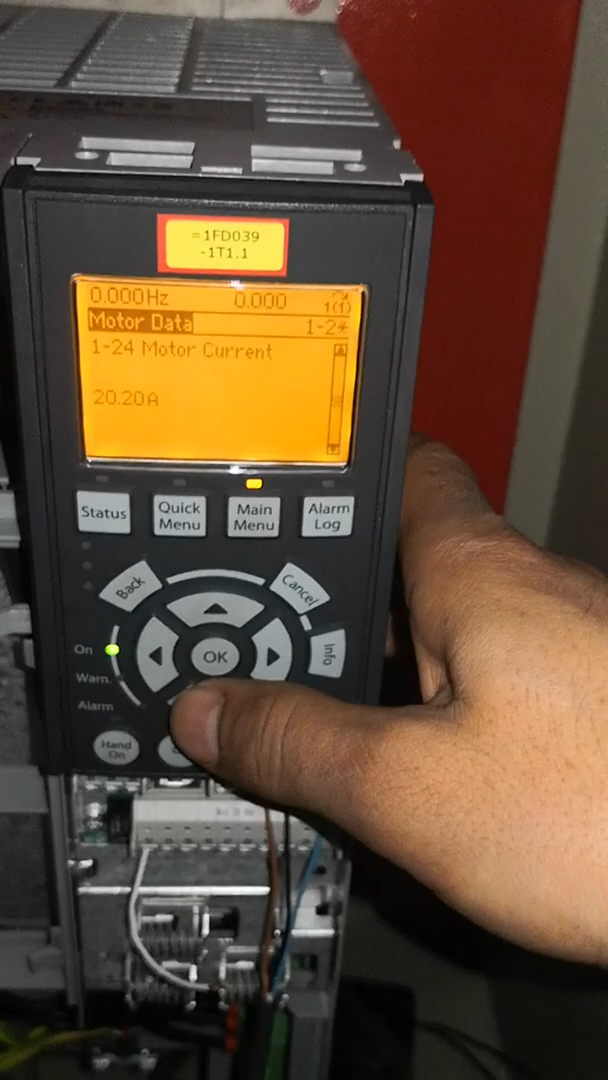 =1FD039
-1T1.1
0.000Hz 0.000 1(1)
Motor Data 1-2*
1-24 Motor Current
20.20A
Status Quick Menu Main Menu Alarm Log
Back Cancel
On OK Info
Warn.
Alarm
Hand On